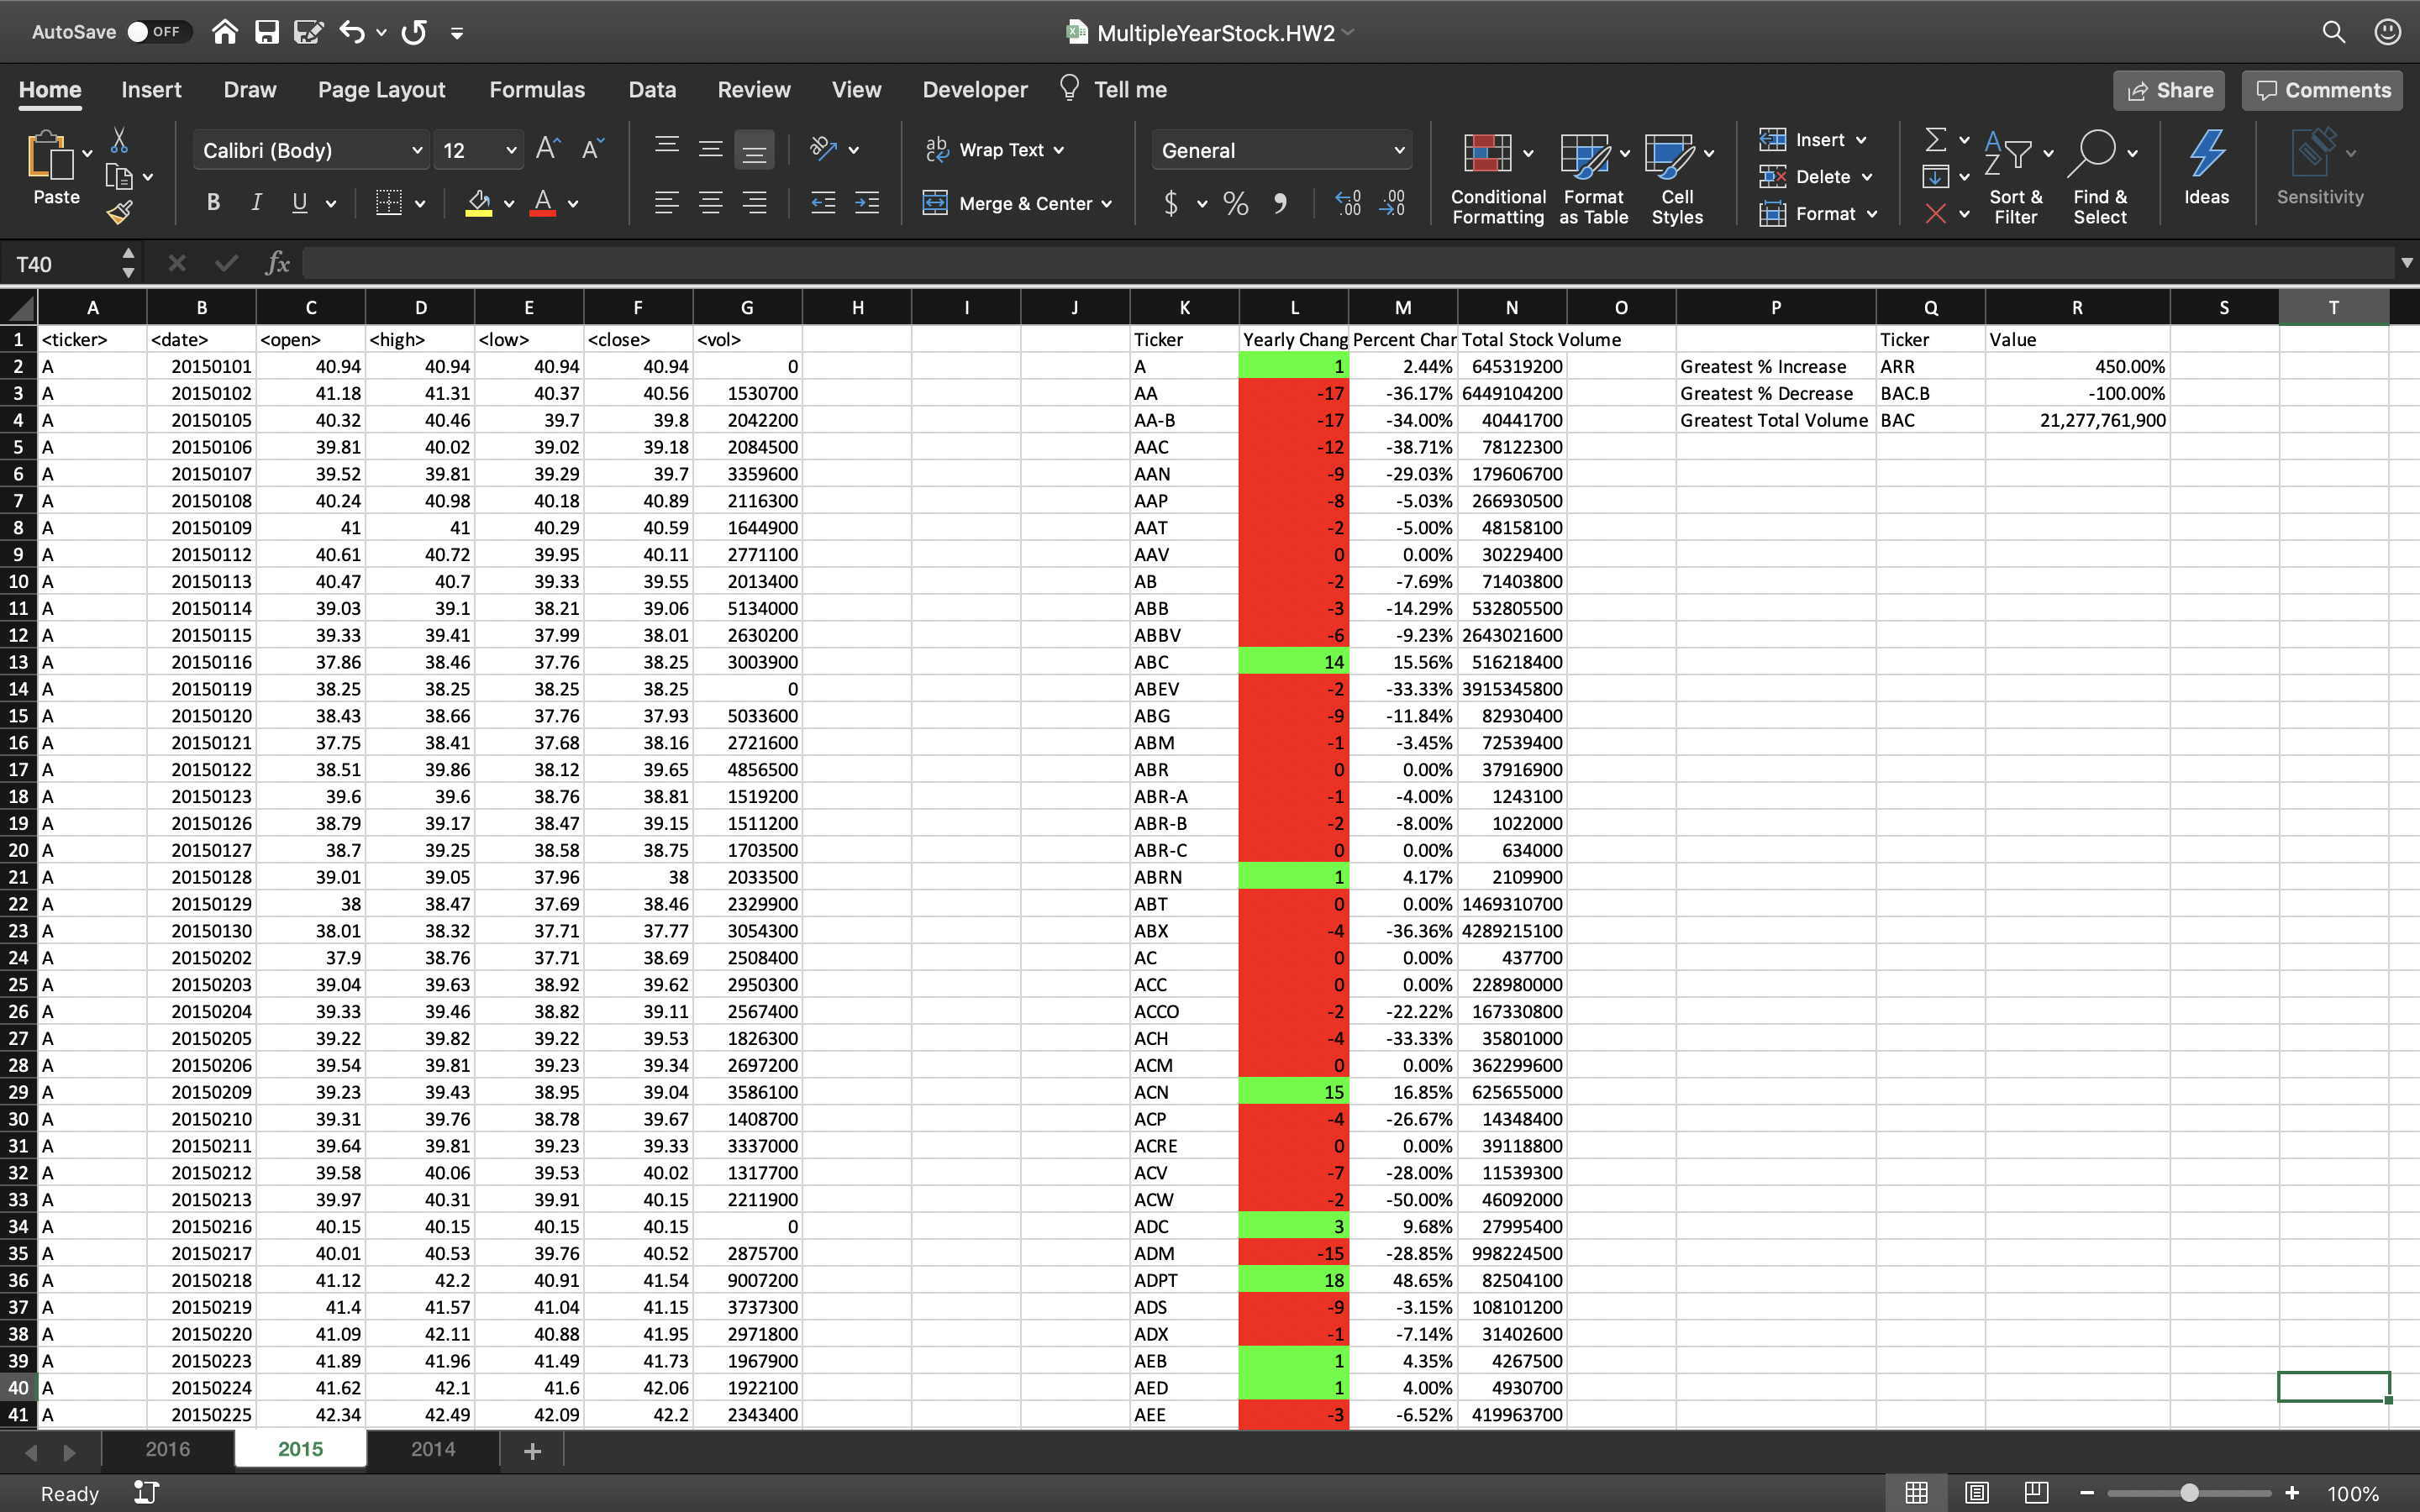 AutoSave OFF MultipleYearStock.HW2
Home Insert Draw Page Layout Formulas Data Review View Developer Tell me Share Comments
Paste Calibri (Body) 12 A^ A˅ ab Wrap Text General Conditional Formatting Format as Table Cell Styles Insert Delete Format Sort & Filter Find & Select Ideas Sensitivity
B I U A Merge & Center $ % 9 .00 .00
T40 fx
A B C D E F G H I J K L M N O P Q R S T
1 <ticker> <date> <open> <high> <low> <close> <vol> Ticker Yearly Chang Percent Char Total Stock Volume Ticker Value
2 A 20150101 40.94 40.94 40.94 40.94 0 A 1 2.44% 645319200 Greatest % Increase ARR 450.00%
3 A 20150102 41.18 41.31 40.37 40.56 1530700 AA -17 -36.17% 6449104200 Greatest % Decrease BAC.B -100.00%
4 A 20150105 40.32 40.46 39.7 39.8 2042200 AA-B -17 -34.00% 40441700 Greatest Total Volume BAC 21,277,761,900
5 A 20150106 39.81 40.02 39.02 39.18 2084500 AAC -12 -38.71% 78122300
6 A 20150107 39.52 39.81 39.29 39.7 3359600 AAN -9 -29.03% 179606700
7 A 20150108 40.24 40.98 40.18 40.89 2116300 AAP -8 -5.03% 266930500
8 A 20150109 41 41 40.29 40.59 1644900 AAT -2 -5.00% 48158100
9 A 20150112 40.61 40.72 39.95 40.11 2771100 AAV 0 0.00% 30229400
10 A 20150113 40.47 40.7 39.33 39.55 2013400 AB -2 -7.69% 71403800
11 A 20150114 39.03 39.1 38.21 39.06 5134000 ABB -3 -14.29% 532805500
12 A 20150115 39.33 39.41 37.99 38.01 2630200 ABBV -6 -9.23% 2643021600
13 A 20150116 37.86 38.46 37.76 38.25 3003900 ABC 14 15.56% 516218400
14 A 20150119 38.25 38.25 38.25 38.25 0 ABEV -2 -33.33% 3915345800
15 A 20150120 38.43 38.66 37.76 37.93 5033600 ABG -9 -11.84% 82930400
16 A 20150121 37.75 38.41 37.68 38.16 2721600 ABM -1 -3.45% 72539400
17 A 20150122 38.51 39.86 38.12 39.65 4856500 ABR 0 0.00% 37916900
18 A 20150123 39.6 39.6 38.76 38.81 1519200 ABR-A -1 -4.00% 1243100
19 A 20150126 38.79 39.17 38.47 39.15 1511200 ABR-B -2 -8.00% 1022000
20 A 20150127 38.7 39.25 38.58 38.75 1703500 ABR-C 0 0.00% 634000
21 A 20150128 39.01 39.05 37.96 38 2033500 ABRN 1 4.17% 2109900
22 A 20150129 38 38.47 37.69 38.46 2329900 ABT 0 0.00% 1469310700
23 A 20150130 38.01 38.32 37.71 37.77 3054300 ABX -4 -36.36% 4289215100
24 A 20150202 37.9 38.76 37.71 38.69 2508400 AC 0 0.00% 437700
25 A 20150203 39.04 39.63 38.92 39.62 2950300 ACC 0 0.00% 228980000
26 A 20150204 39.33 39.46 38.82 39.11 2567400 ACCO -2 -22.22% 167330800
27 A 20150205 39.22 39.82 39.22 39.53 1826300 ACH -4 -33.33% 35801000
28 A 20150206 39.54 39.81 39.23 39.34 2697200 ACM 0 0.00% 362299600
29 A 20150209 39.23 39.43 38.95 39.04 3586100 ACN 15 16.85% 625655000
30 A 20150210 39.31 39.76 38.78 39.67 1408700 ACP -4 -26.67% 14348400
31 A 20150211 39.64 39.81 39.23 39.33 3337000 ACRE 0 0.00% 39118800
32 A 20150212 39.58 40.06 39.53 40.02 1317700 ACV -7 -28.00% 11539300
33 A 20150213 39.97 40.31 39.91 40.15 2211900 ACW -2 -50.00% 46092000
34 A 20150216 40.15 40.15 40.15 40.15 0 ADC 3 9.68% 27995400
35 A 20150217 40.01 40.53 39.76 40.52 2875700 ADM -15 -28.85% 998224500
36 A 20150218 41.12 42.2 40.91 41.54 9007200 ADPT 18 48.65% 82504100
37 A 20150219 41.4 41.57 41.04 41.15 3737300 ADS -9 -3.15% 108101200
38 A 20150220 41.09 42.11 40.88 41.95 2971800 ADX -1 -7.14% 31402600
39 A 20150223 41.89 41.96 41.49 41.73 1967900 AEB 1 4.35% 4267500
40 A 20150224 41.62 42.1 41.6 42.06 1922100 AED 1 4.00% 4930700
41 A 20150225 42.34 42.49 42.09 42.2 2343400 AEE -3 -6.52% 419963700
2016 2015 2014 +
Ready 100%